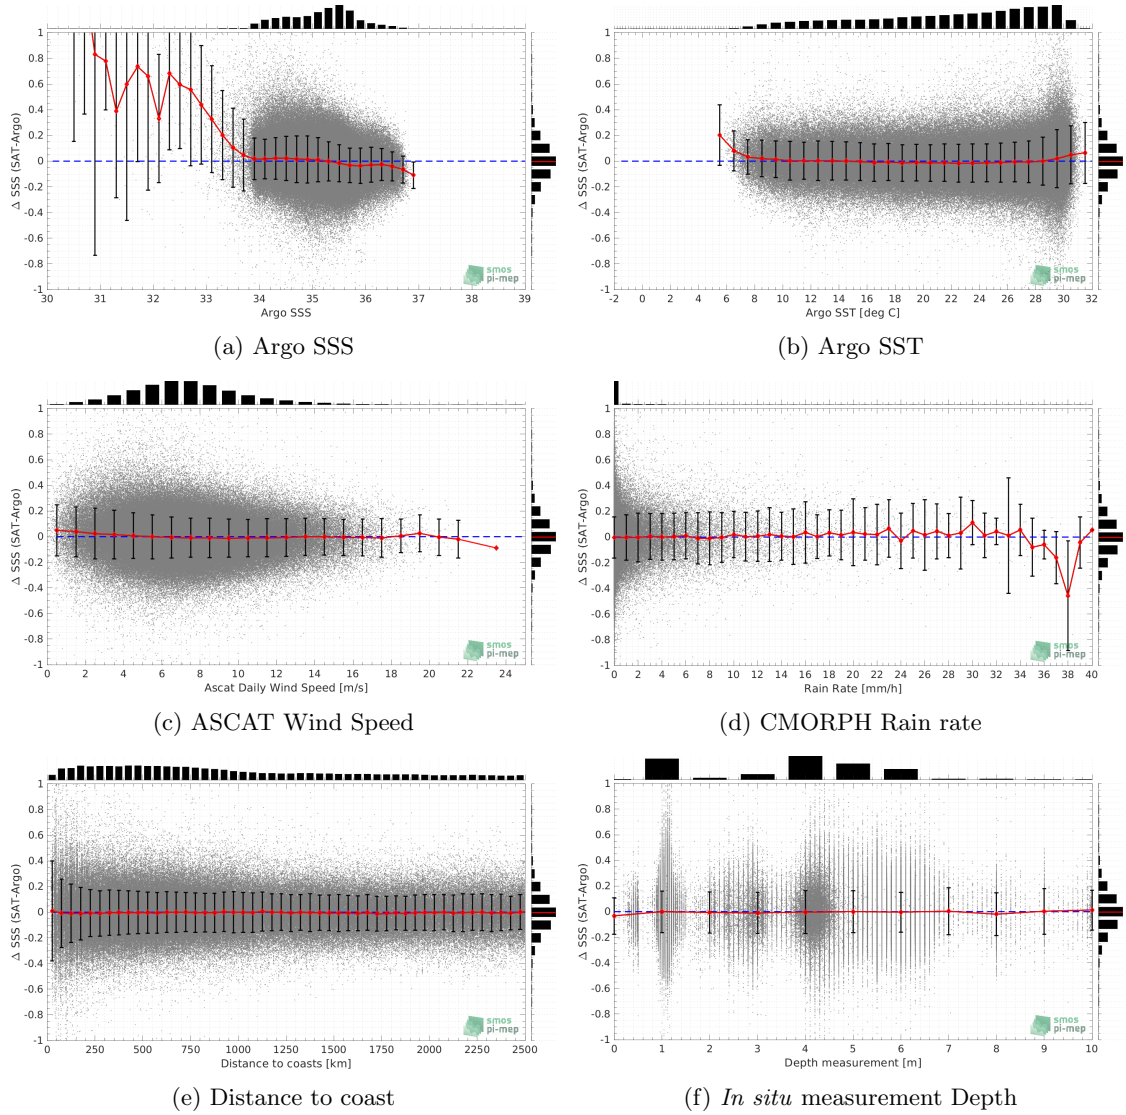 1
0.8
0.6
0.4
0.2
0
-0.2
-0.4
-0.6
-0.8
-1
Δ SSS (SAT-Argo)
smos
pi-mep
30 31 32 33 34 35 36 37 38 39
Argo SSS
(a) Argo SSS
1
0.8
0.6
0.4
0.2
0
-0.2
-0.4
-0.6
-0.8
-1
Δ SSS (SAT-Argo)
smos
pi-mep
-2 0 2 4 6 8 10 12 14 16 18 20 22 24 26 28 30 32
Argo SST [deg C]
(b) Argo SST
1
0.8
0.6
0.4
0.2
0
-0.2
-0.4
-0.6
-0.8
-1
Δ SSS (SAT-Argo)
smos
pi-mep
0 2 4 6 8 10 12 14 16 18 20 22 24
Ascat Daily Wind Speed [m/s]
(c) ASCAT Wind Speed
1
0.8
0.6
0.4
0.2
0
-0.2
-0.4
-0.6
-0.8
-1
Δ SSS (SAT-Argo)
smos
pi-mep
0 2 4 6 8 10 12 14 16 18 20 22 24 26 28 30 32 34 36 38 40
Rain Rate [mm/h]
(d) CMORPH Rain rate
1
0.8
0.6
0.4
0.2
0
-0.2
-0.4
-0.6
-0.8
-1
Δ SSS (SAT-Argo)
smos
pi-mep
0 250 500 750 1000 1250 1500 1750 2000 2250 2500
Distance to coasts [km]
(e) Distance to coast
1
0.8
0.6
0.4
0.2
0
-0.2
-0.4
-0.6
-0.8
-1
Δ SSS (SAT-Argo)
smos
pi-mep
0 1 2 3 4 5 6 7 8 9 10
Depth measurement [m]
(f) In situ measurement Depth